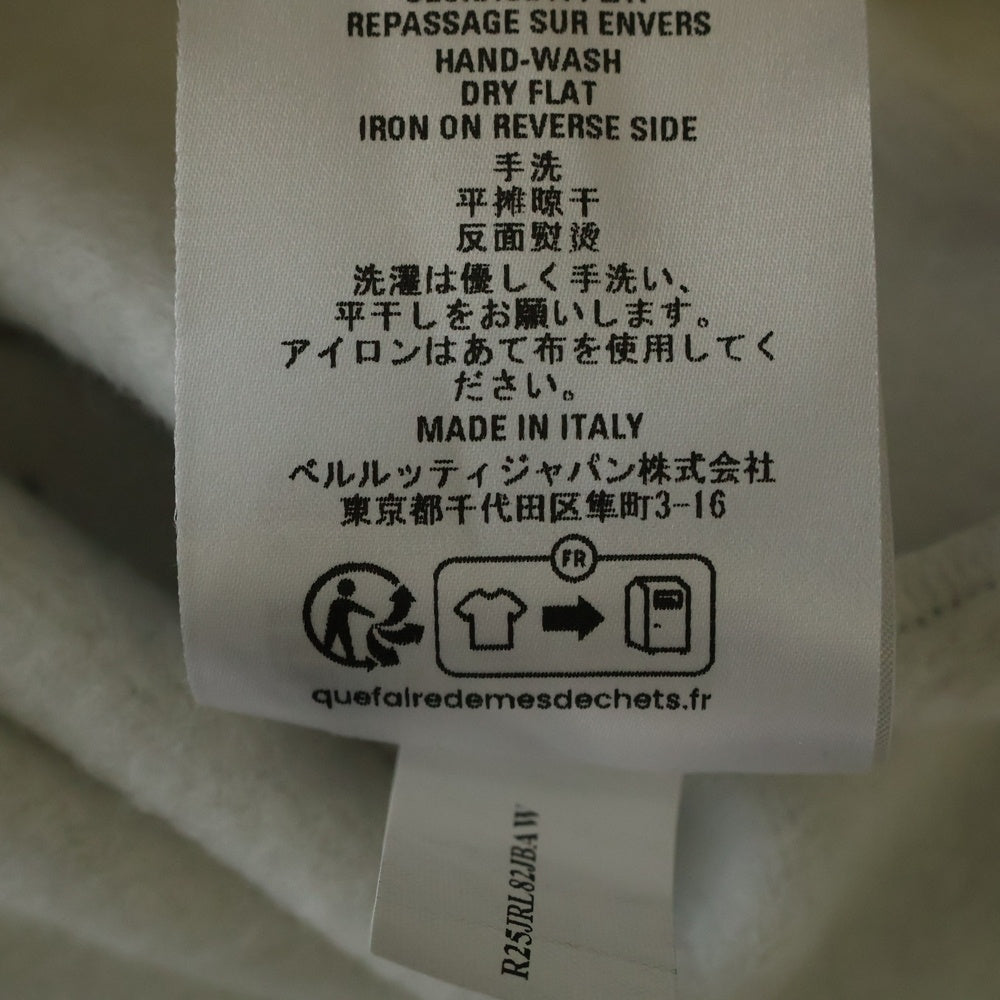 REPASSAGE SUR ENVERS
HAND-WASH
DRY FLAT
IRON ON REVERSE SIDE
手洗
平摊晾干
反面熨烫
洗濯は優しく手洗い、
平干しをお願いします。
アイロンはあて布を使用してく
ださい。
MADE IN ITALY
ベルルッティジャパン株式会社
東京都千代田区隼町3-16
FR
quefairedemesdechets.fr
R25JRL82JBAW